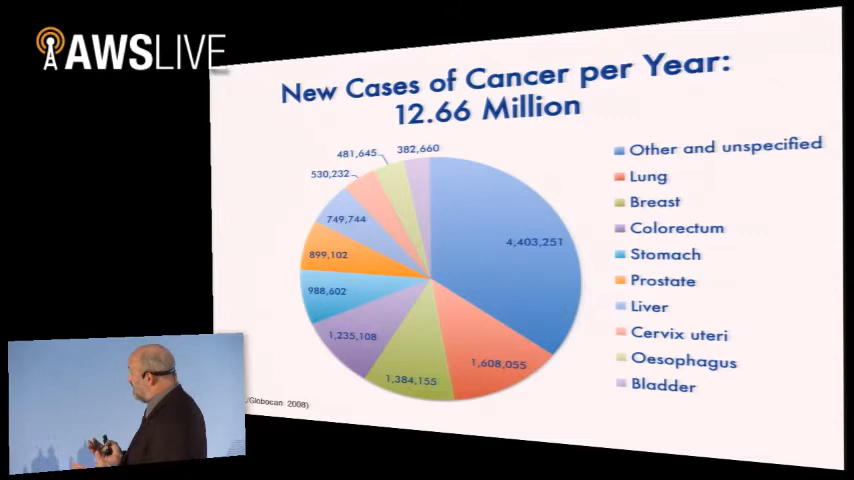 AWSLIVE
New Cases of Cancer per Year:
12.66 Million
382,660
481,645
530,232
749,744
899,102
988,602
1,235,108
1,384,155
1,608,055
4,403,251
Other and unspecified
Lung
Breast
Colorectum
Stomach
Prostate
Liver
Cervix uteri
Oesophagus
Bladder
/Globocan 2008)